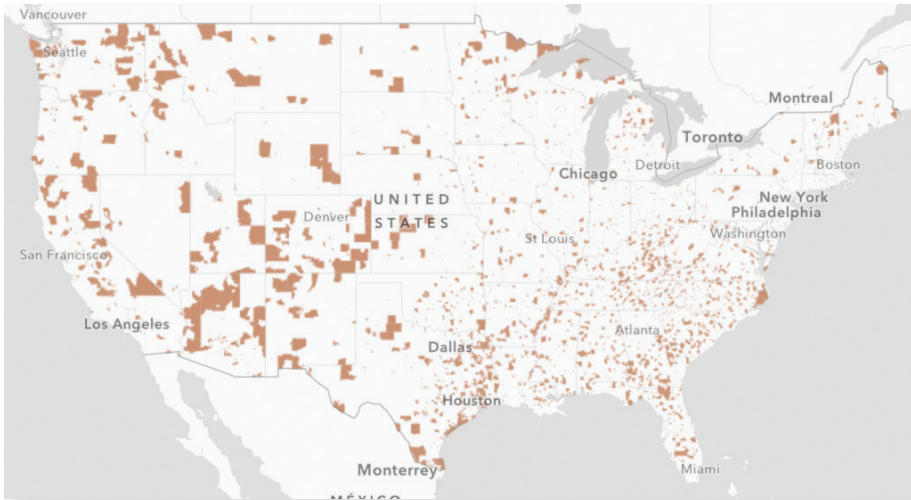 Vancouver
Seattle
Montreal
Toronto
Boston
Detroit
Chicago
New York
Philadelphia
UNITED
STATES
Denver
Washington
St Louis
San Francisco
Los Angeles
Atlanta
Dallas
Houston
Miami
Monterrey
MÉXICO